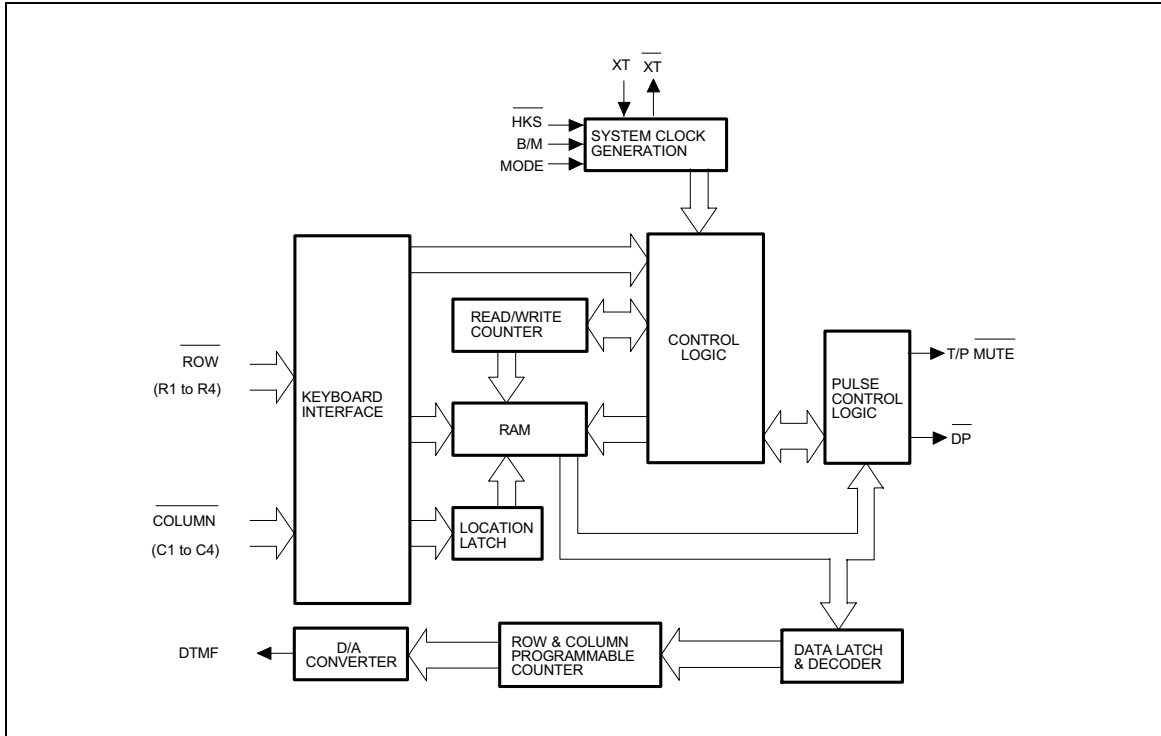 XT
XT
HKS
B/M
MODE
SYSTEM CLOCK
GENERATION
KEYBOARD
INTERFACE
READ/WRITE
COUNTER
CONTROL
LOGIC
ROW
(R1 to R4)
RAM
PULSE
CONTROL
LOGIC
T/P MUTE
DP
COLUMN
(C1 to C4)
LOCATION
LATCH
DTMF
D/A
CONVERTER
ROW & COLUMN
PROGRAMMABLE
COUNTER
DATA LATCH
& DECODER